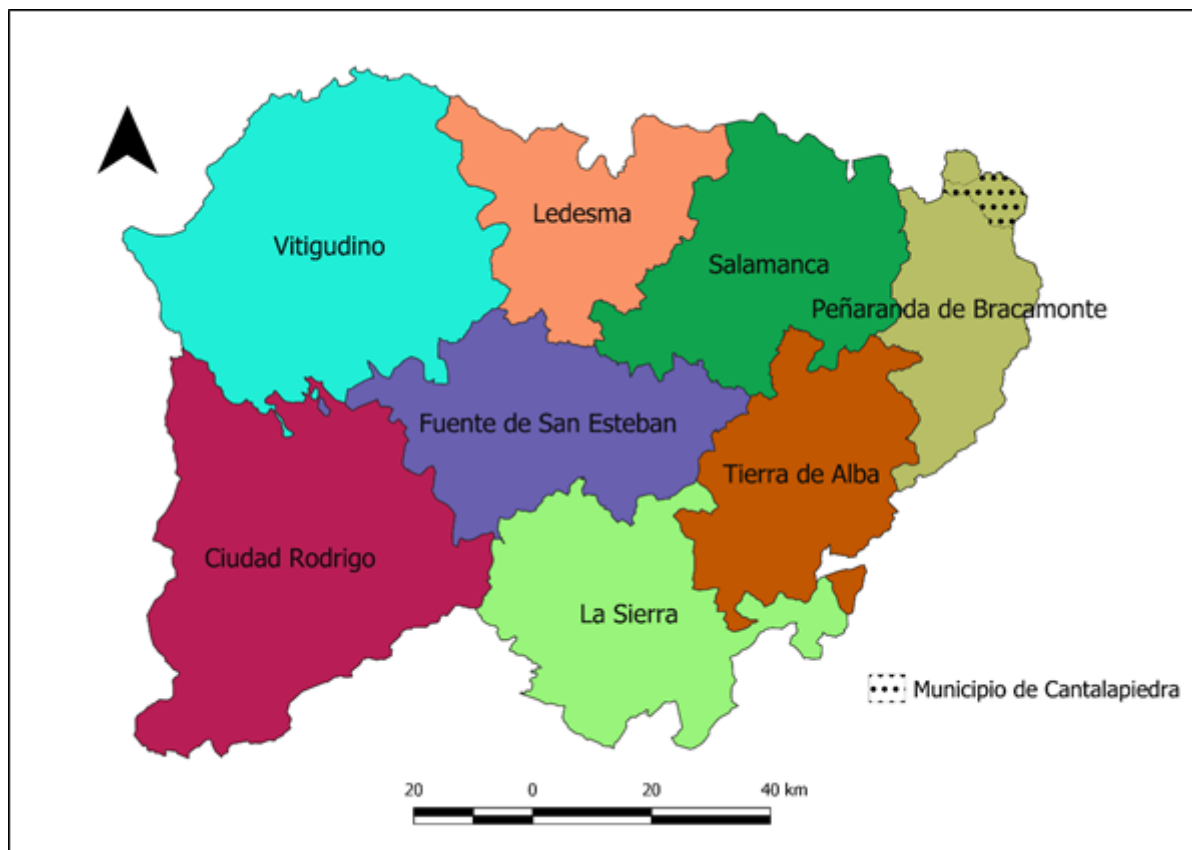 Ledesma
Vitigudino
Salamanca
Peñaranda de Bracamonte
Fuente de San Esteban
Tierra de Alba
Ciudad Rodrigo
La Sierra
Municipio de Cantalapiedra
20 0 20 40 km